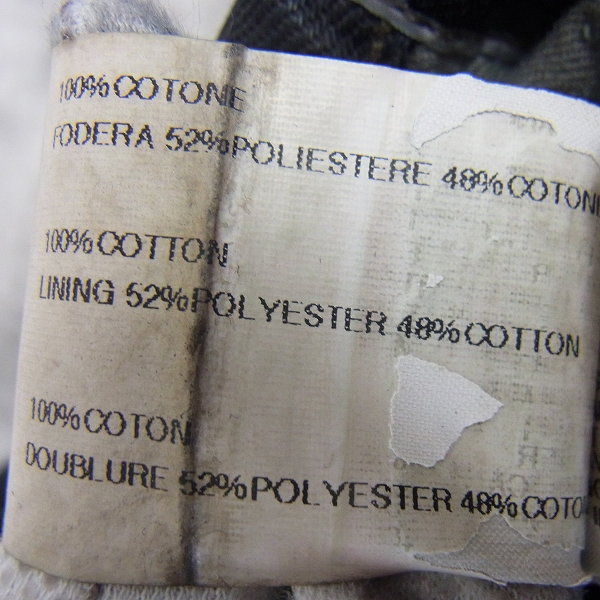 100% COTONE
FODERA 52% POLIESTERE 48% COTONE
100% COTTON
LINING 52% POLYESTER 48% COTTON
100% COTON
DOUBLURE 52% POLYESTER 48% COTO